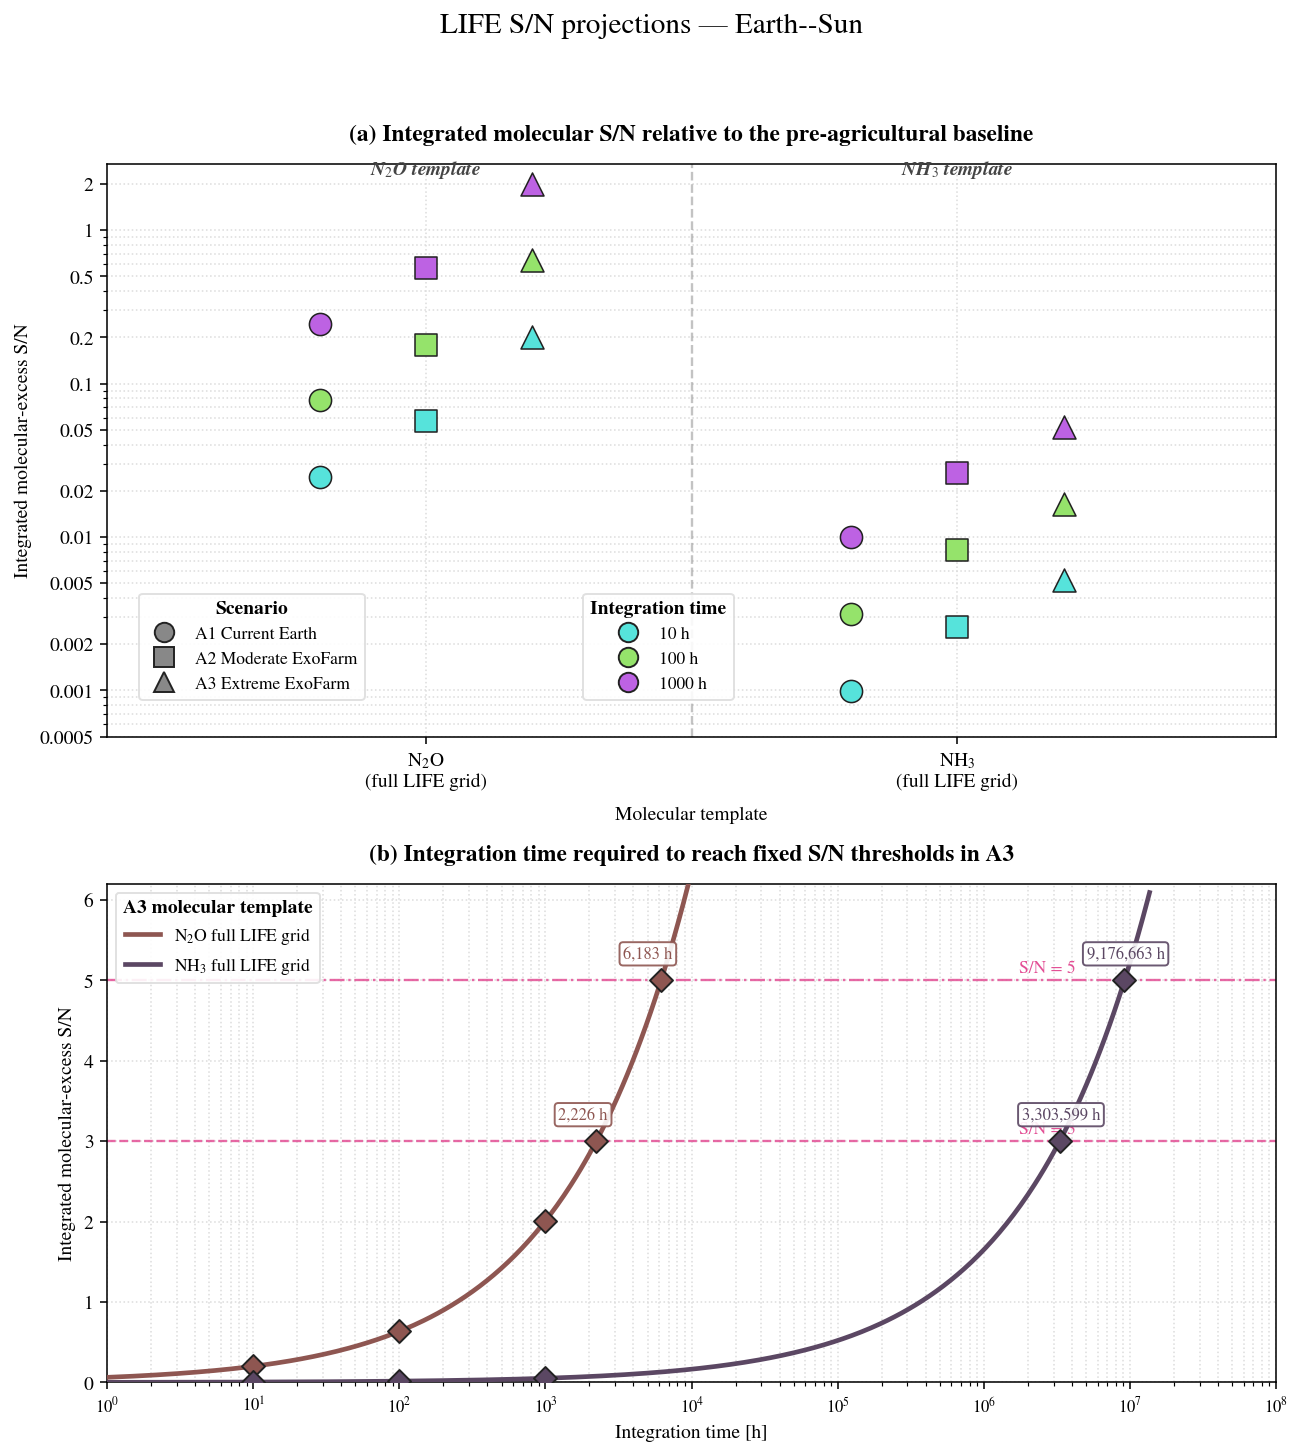 LIFE S/N projections — Earth--Sun
(a) Integrated molecular S/N relative to the pre-agricultural baseline
N₂O template
NH₃ template
2
1
0.5
0.2
0.1
0.05
0.02
0.01
0.005
0.002
0.001
0.0005
Integrated molecular-excess S/N
Scenario
A1 Current Earth
A2 Moderate ExoFarm
A3 Extreme ExoFarm
Integration time
10 h
100 h
1000 h
N₂O
(full LIFE grid)
NH₃
(full LIFE grid)
Molecular template
(b) Integration time required to reach fixed S/N thresholds in A3
A3 molecular template
N₂O full LIFE grid
NH₃ full LIFE grid
6
5
4
3
2
1
0
Integrated molecular-excess S/N
6,183 h
S/N = 5
9,176,663 h
2,226 h
3,303,599 h
S/N = 3
10⁰
10¹
10²
10³
10⁴
10⁵
10⁶
10⁷
10⁸
Integration time [h]